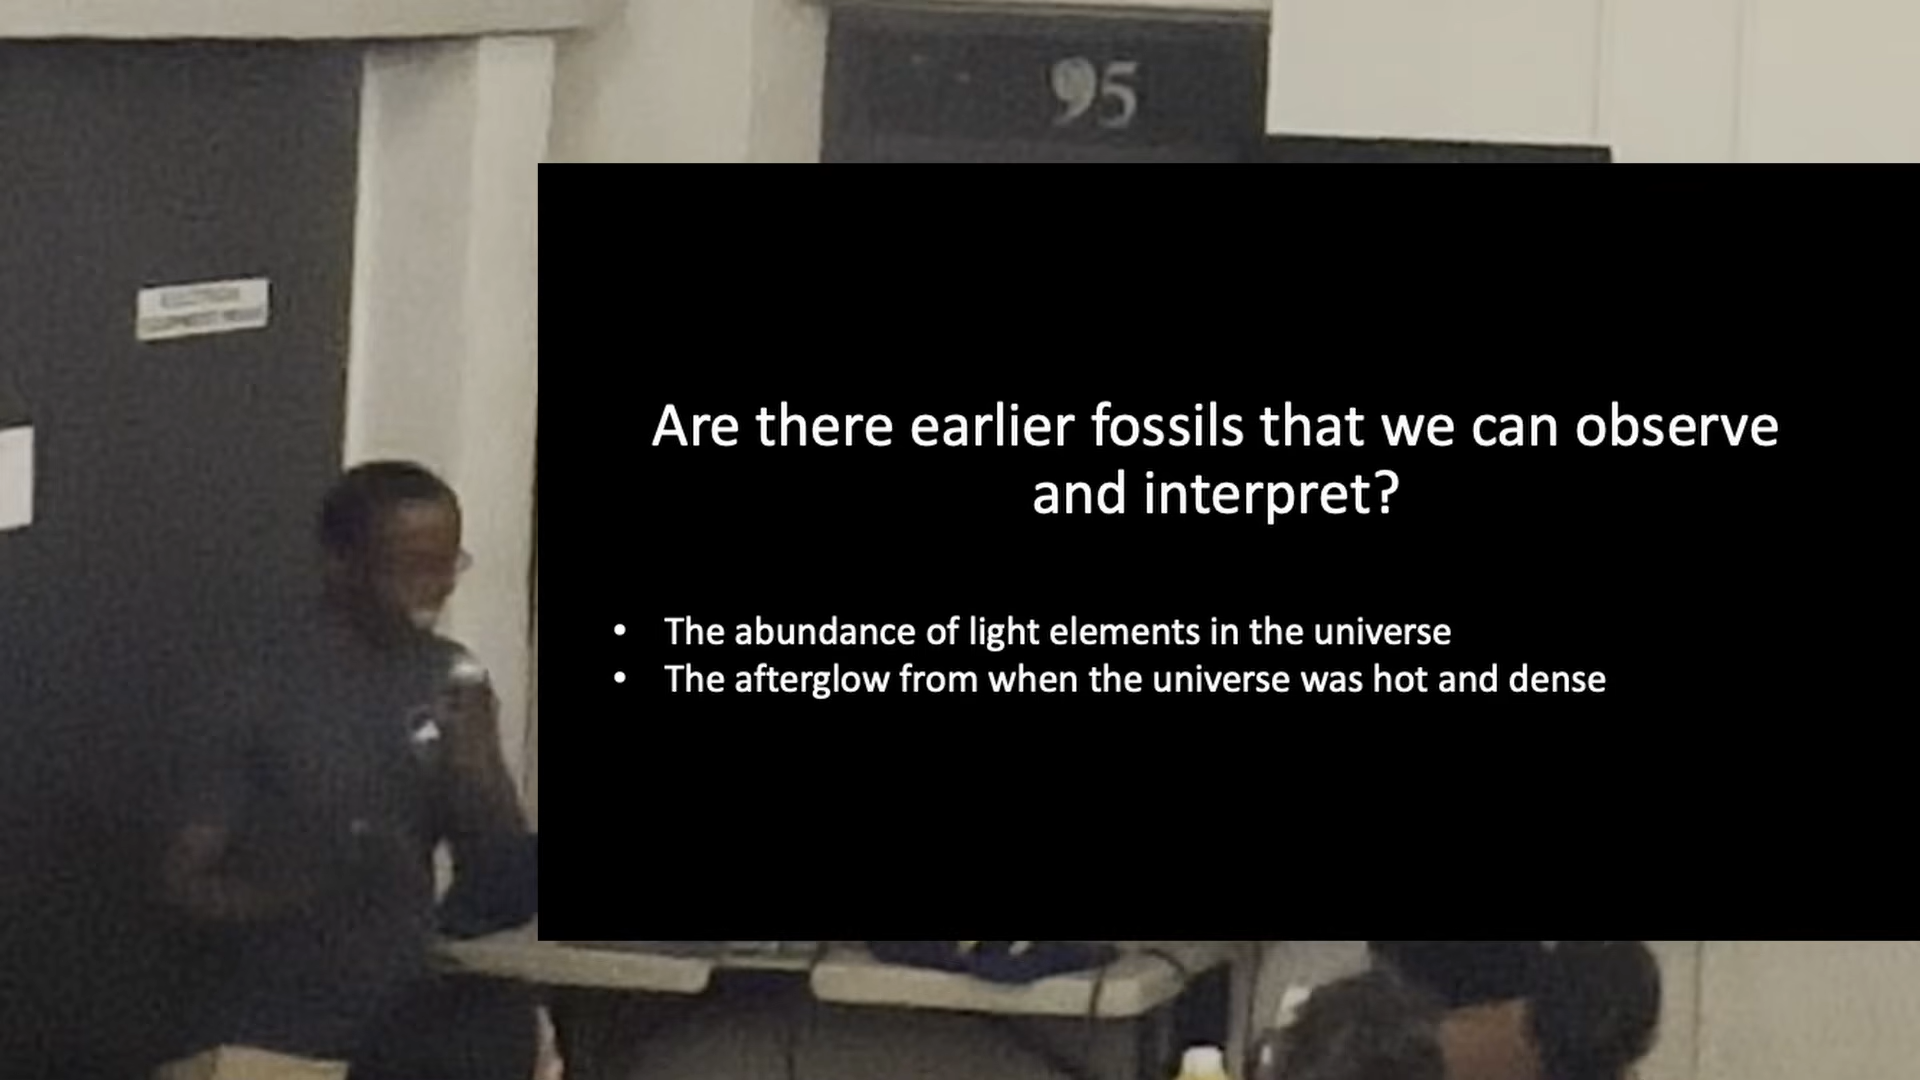 95
Are there earlier fossils that we can observe
and interpret?
• The abundance of light elements in the universe
• The afterglow from when the universe was hot and dense